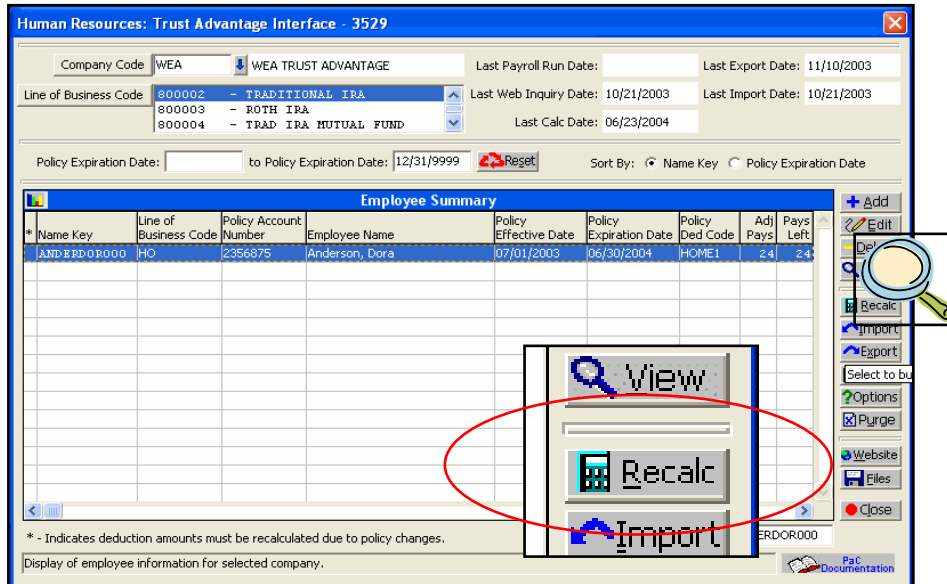 Human Resources: Trust Advantage Interface - 3529
Company Code WEA WEA TRUST ADVANTAGE Last Payroll Run Date: Last Export Date: 11/10/2003
Line of Business Code 800002 - TRADITIONAL IRA Last Web Inquiry Date: 10/21/2003 Last Import Date: 10/21/2003
800003 - ROTH IRA
800004 - TRAD IRA MUTUAL FUND Last Calc Date: 06/23/2004
Policy Expiration Date: to Policy Expiration Date: 12/31/9999 Reset Sort By: Name Key Policy Expiration Date
Employee Summary
* Name Key Line of Business Code Policy Account Number Employee Name Policy Effective Date Policy Expiration Date Policy Ded Code Adj Pays Pays Left
ANDERDOR000 HO 2356875 Anderson, Dora 07/01/2003 06/30/2004 HOME1 24 24
Add
Edit
Del
Recalc
Import
Export
Select to bu
Options
Purge
Website
Files
Close
View
Recalc
Import
* - Indicates deduction amounts must be recalculated due to policy changes. ERDOR000
Display of employee information for selected company. PaC Documentation